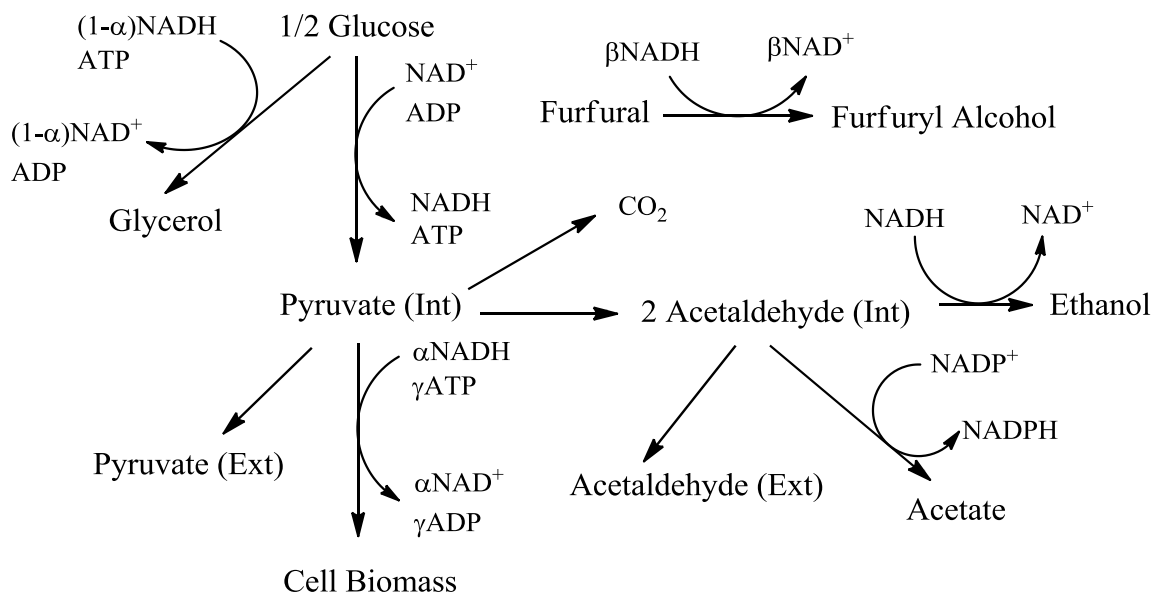 (1-α)NADH
ATP
1/2 Glucose
(1-α)NAD⁺
ADP
Glycerol
NAD⁺
ADP
NADH
ATP
βNADH
βNAD⁺
Furfural
Furfuryl Alcohol
CO₂
NADH
NAD⁺
Pyruvate (Int)
2 Acetaldehyde (Int)
Ethanol
αNADH
γATP
NADP⁺
NADPH
Pyruvate (Ext)
αNAD⁺
γADP
Acetaldehyde (Ext)
Acetate
Cell Biomass